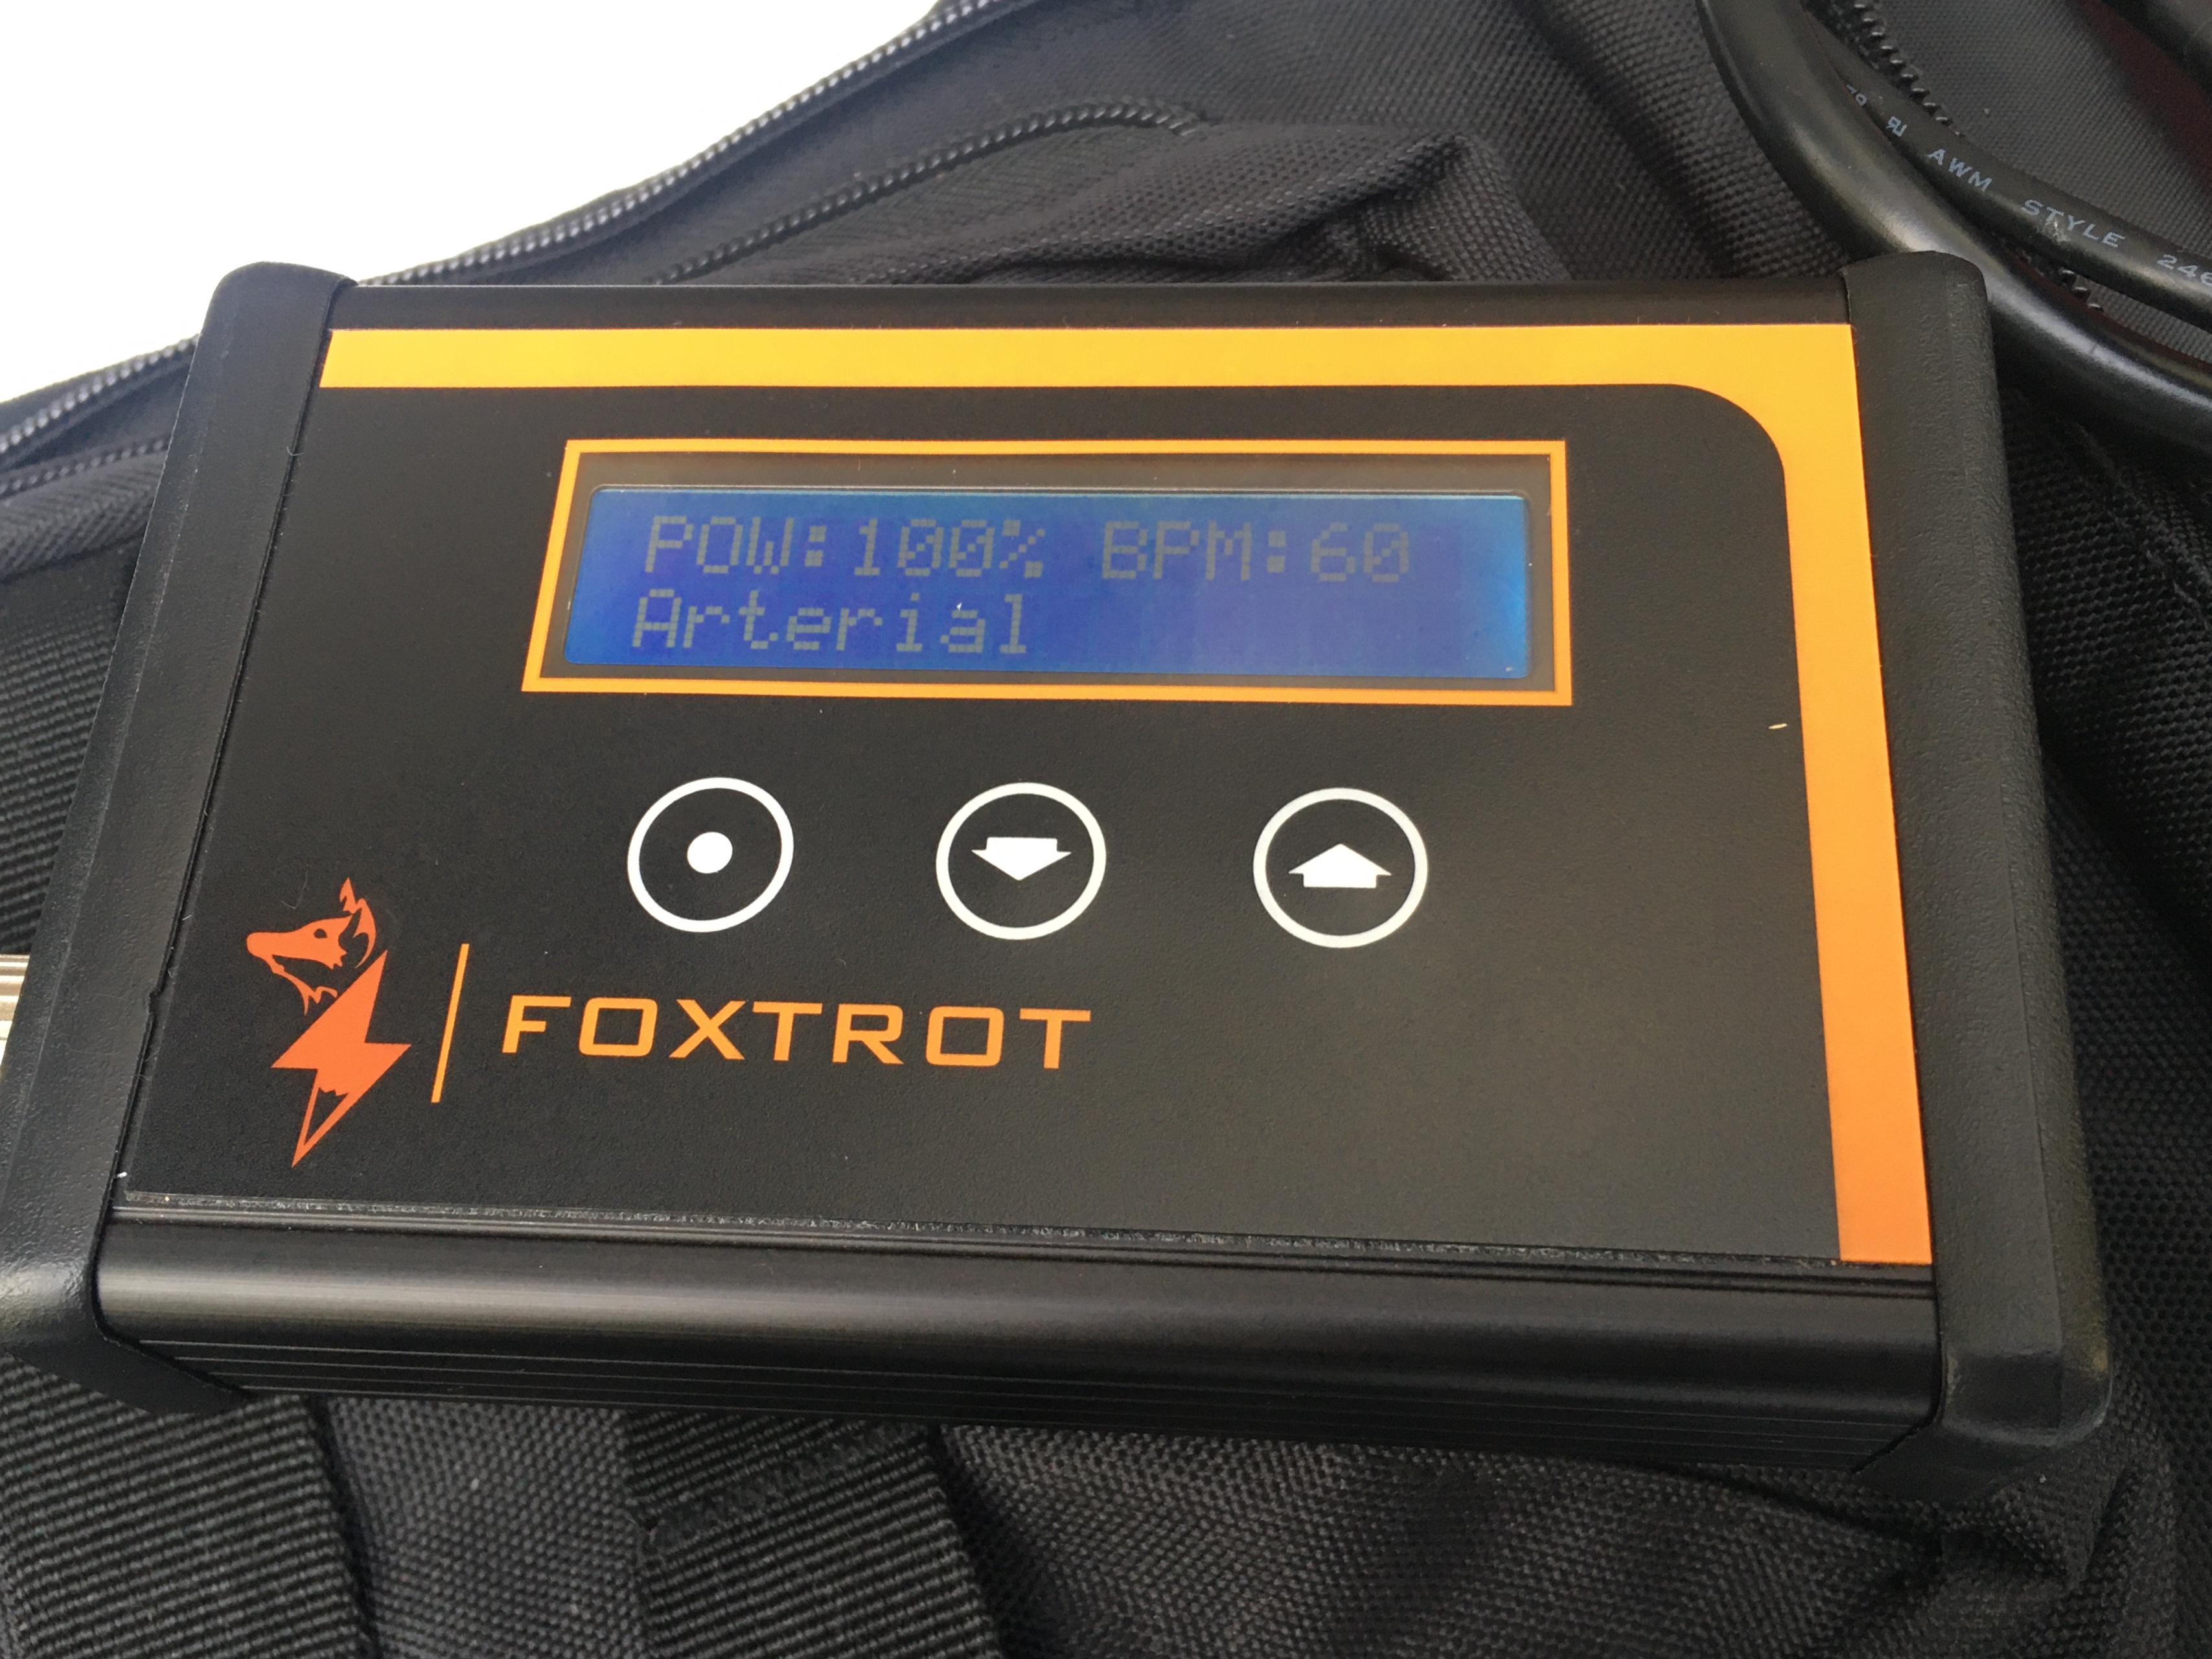 POW:100% BPM:60
Arterial
FOXTROT
AWM STYLE